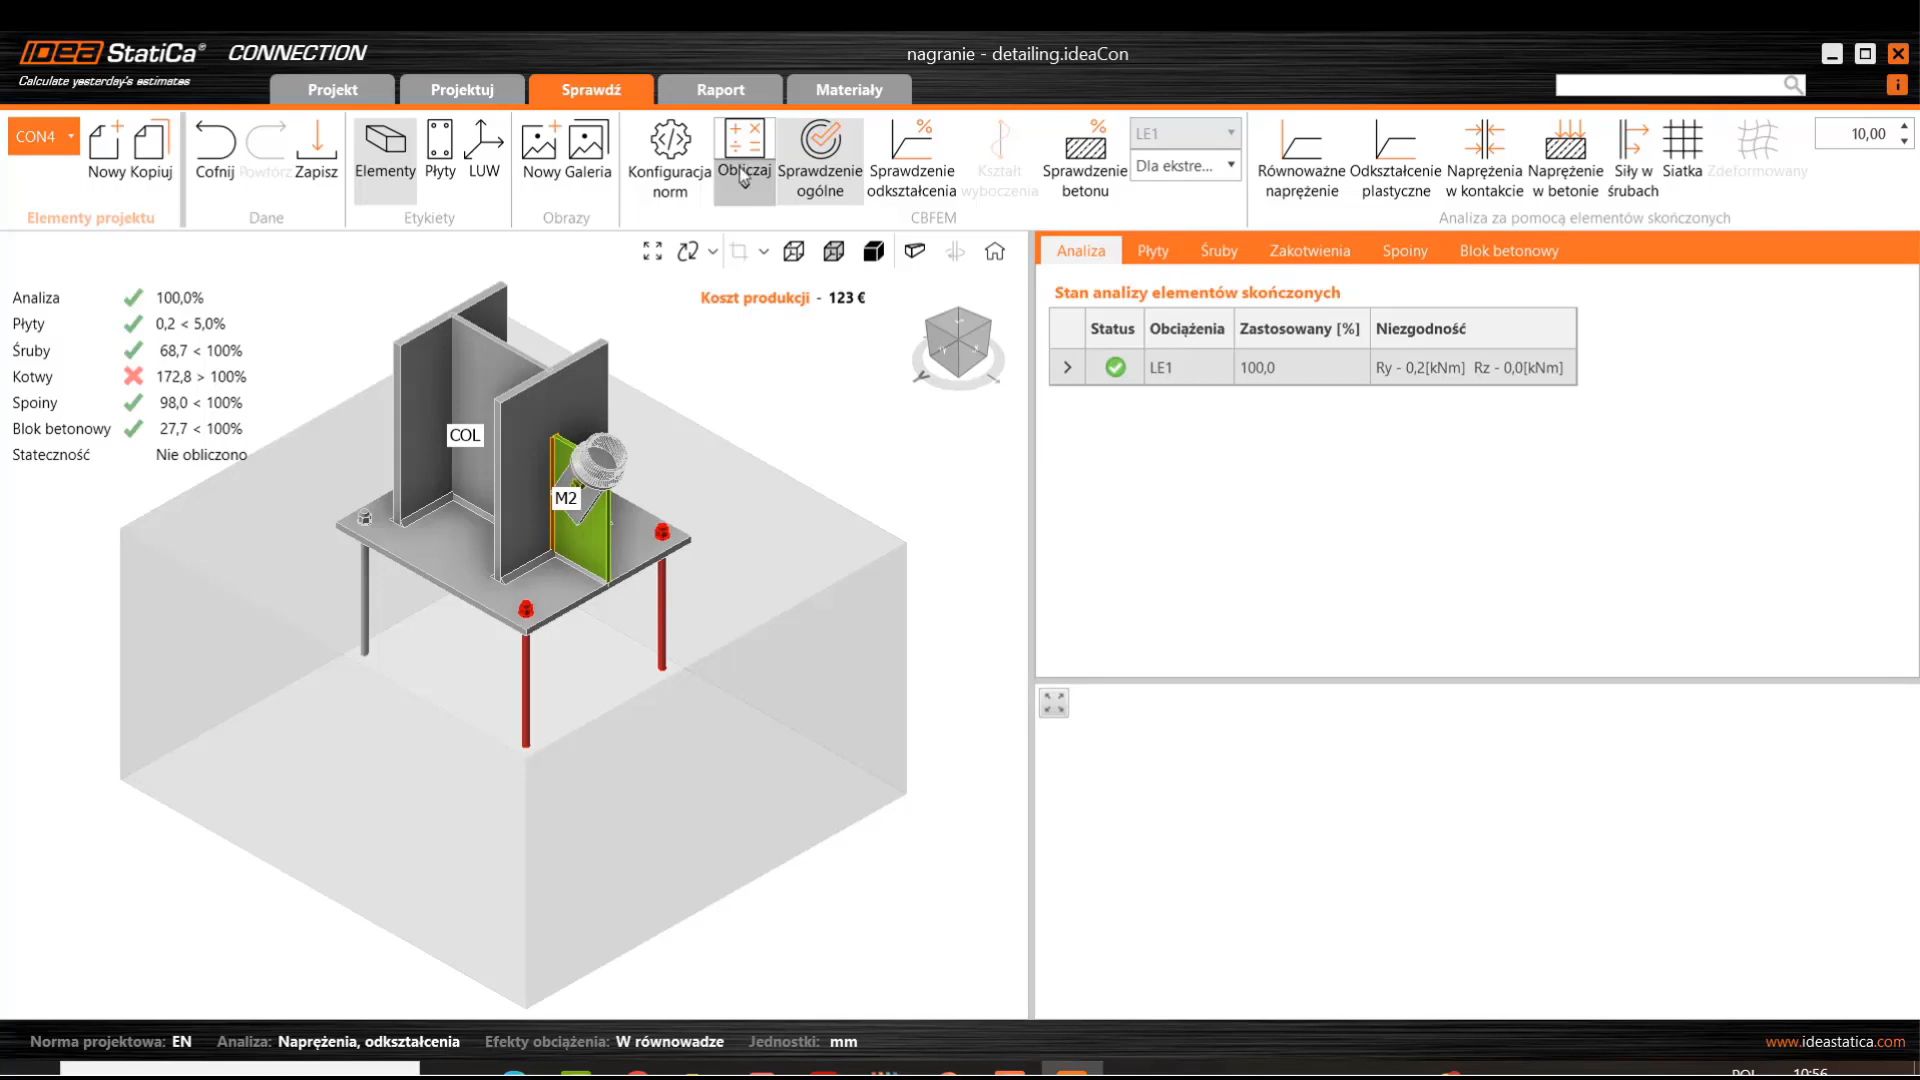 IDEA StatiCa® CONNECTION
Calculate yesterday's estimates
nagranie - detailing.ideaCon
Projekt
Projektuj
Sprawdź
Raport
Materiały
i
CON4
Nowy
Kopiuj
Cofnij
Powtórz
Zapisz
Elementy
Płyty
LUW
Nowy
Galeria
Konfiguracja norm
Obliczaj
Sprawdzenie ogólne
Sprawdzenie odkształcenia
Kształt wyboczenia
Sprawdzenie betonu
LE1
Dla ekstre...
Równoważne naprężenie
Odkształcenie plastyczne
Naprężenia w kontakcie
Naprężenie w betonie
Siły w śrubach
Siatka
Zdeformowany
10,00
Elementy projektu
Dane
Etykiety
Obrazy
CBFEM
Analiza za pomocą elementów skończonych
Analiza 100,0%
Płyty 0,2 < 5,0%
Śruby 68,7 < 100%
Kotwy 172,8 > 100%
Spoiny 98,0 < 100%
Blok betonowy 27,7 < 100%
Stateczność Nie obliczono
Koszt produkcji - 123 €
COL
M2
Analiza
Płyty
Śruby
Zakotwienia
Spoiny
Blok betonowy
Stan analizy elementów skończonych
Status Obciążenia Zastosowany [%] Niezgodność
LE1 100,0 Ry - 0,2[kNm] Rz - 0,0[kNm]
Norma projektowa: EN Analiza: Naprężenia, odkształcenia Efekty obciążenia: W równowadze Jednostki: mm
www.ideastatica.com
POL 10:56